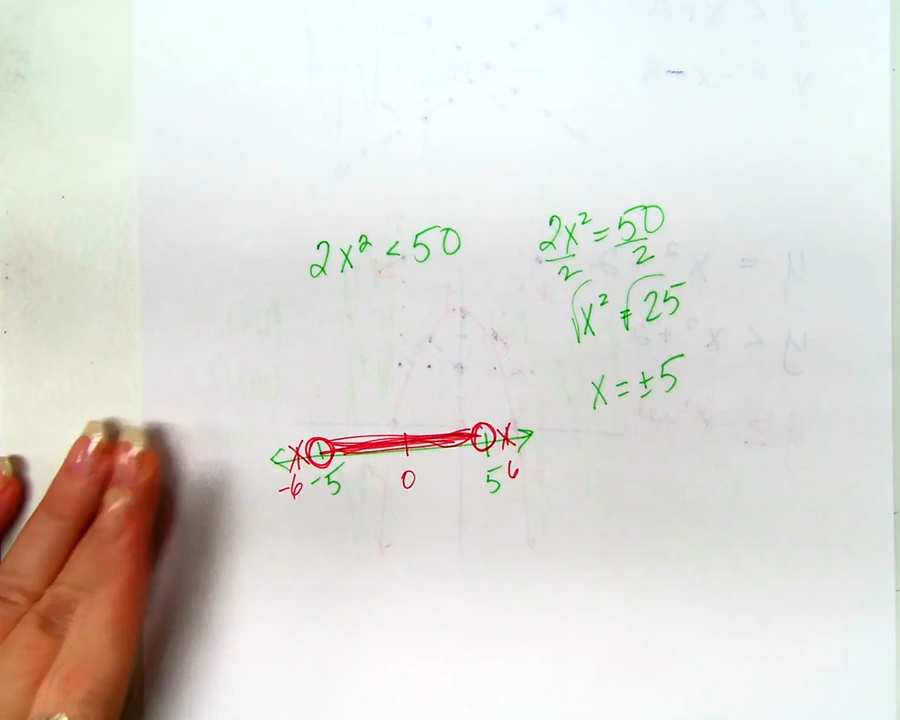 2x² < 50
2x² = 50
2 2
√x² = √25
x = ±5
X X
-6 -5 0 5 6